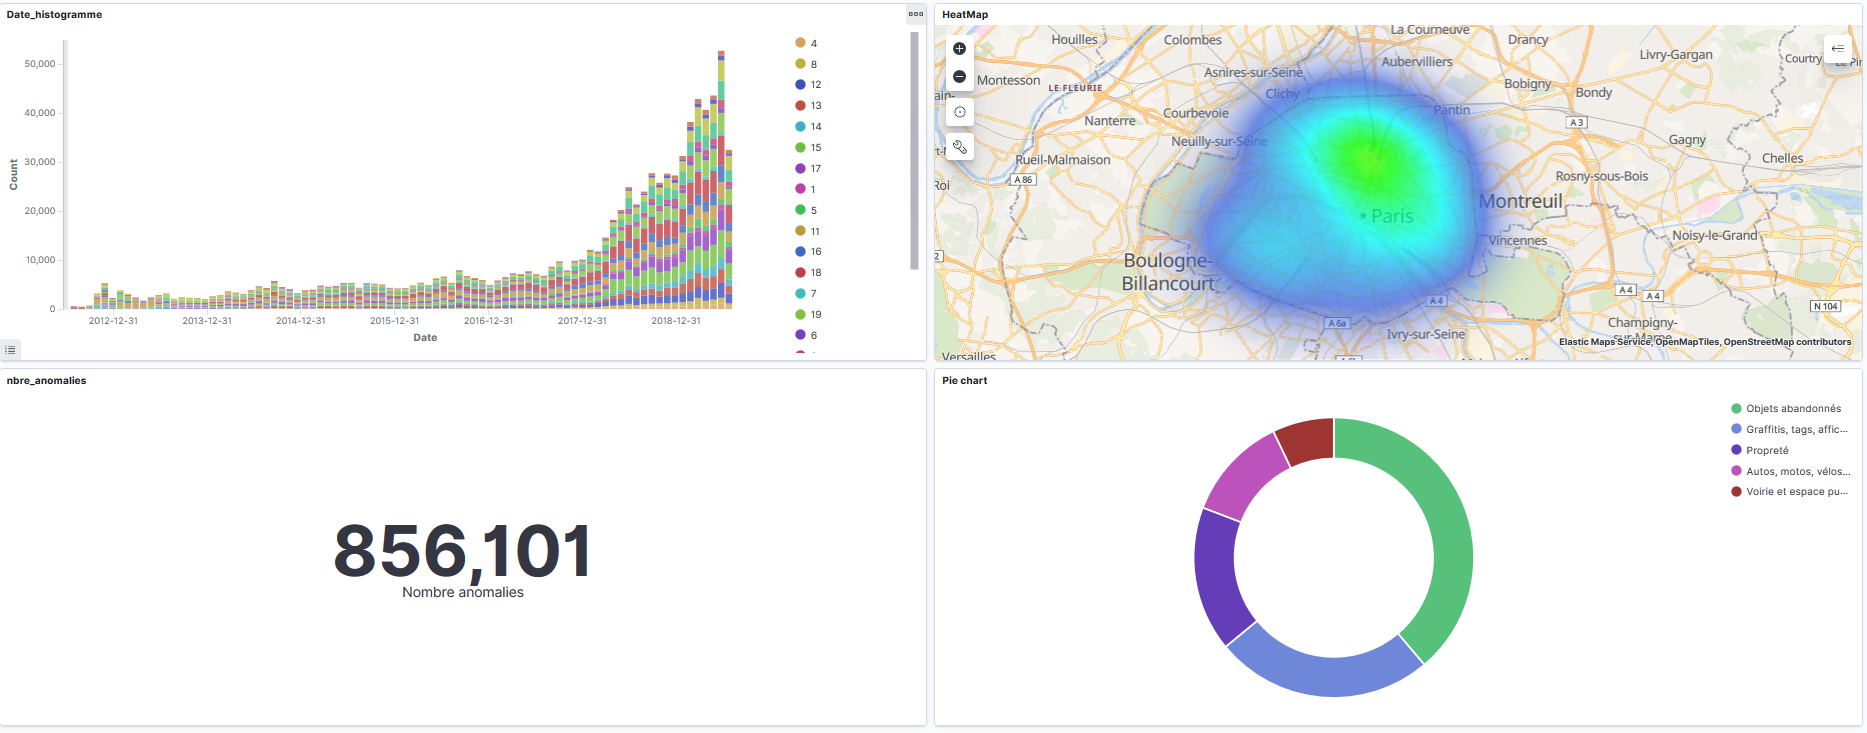 Date_histogramme
Count
50,000
40,000
30,000
20,000
10,000
0
2012-12-31
2013-12-31
2014-12-31
2015-12-31
2016-12-31
2017-12-31
2018-12-31
Date
4
8
12
13
14
15
17
1
5
11
16
18
7
19
6
HeatMap
Houilles
Colombes
La Courneuve
Drancy
Livry-Gargan
Courtry
Montesson
LE FLEURIE
Asnres-sur-Seine
Aubervilliers
Bobigny
Bondy
Clichy
Nanterre
Courbevoie
Pantin
A 3
Neuilly-sur-Seine
Gagny
Rueil-Malmaison
Chelles
A 86
Rosny-sous-Bois
Roi
Montreuil
Paris
Vincennes
Noisy-le-Grand
Boulogne-
Billancourt
A 4
A 4
A 4
N 104
A 6a
Ivry-sur-Seine
Champigny-
sur-Marne
Elastic Maps Service, OpenMapTiles, OpenStreetMap contributors
Versailles
nbre_anomalies
856,101
Nombre anomalies
Pie chart
Objets abandonnés
Graffitis, tags, affic...
Propreté
Autos, motos, vélos...
Voirie et espace pu...